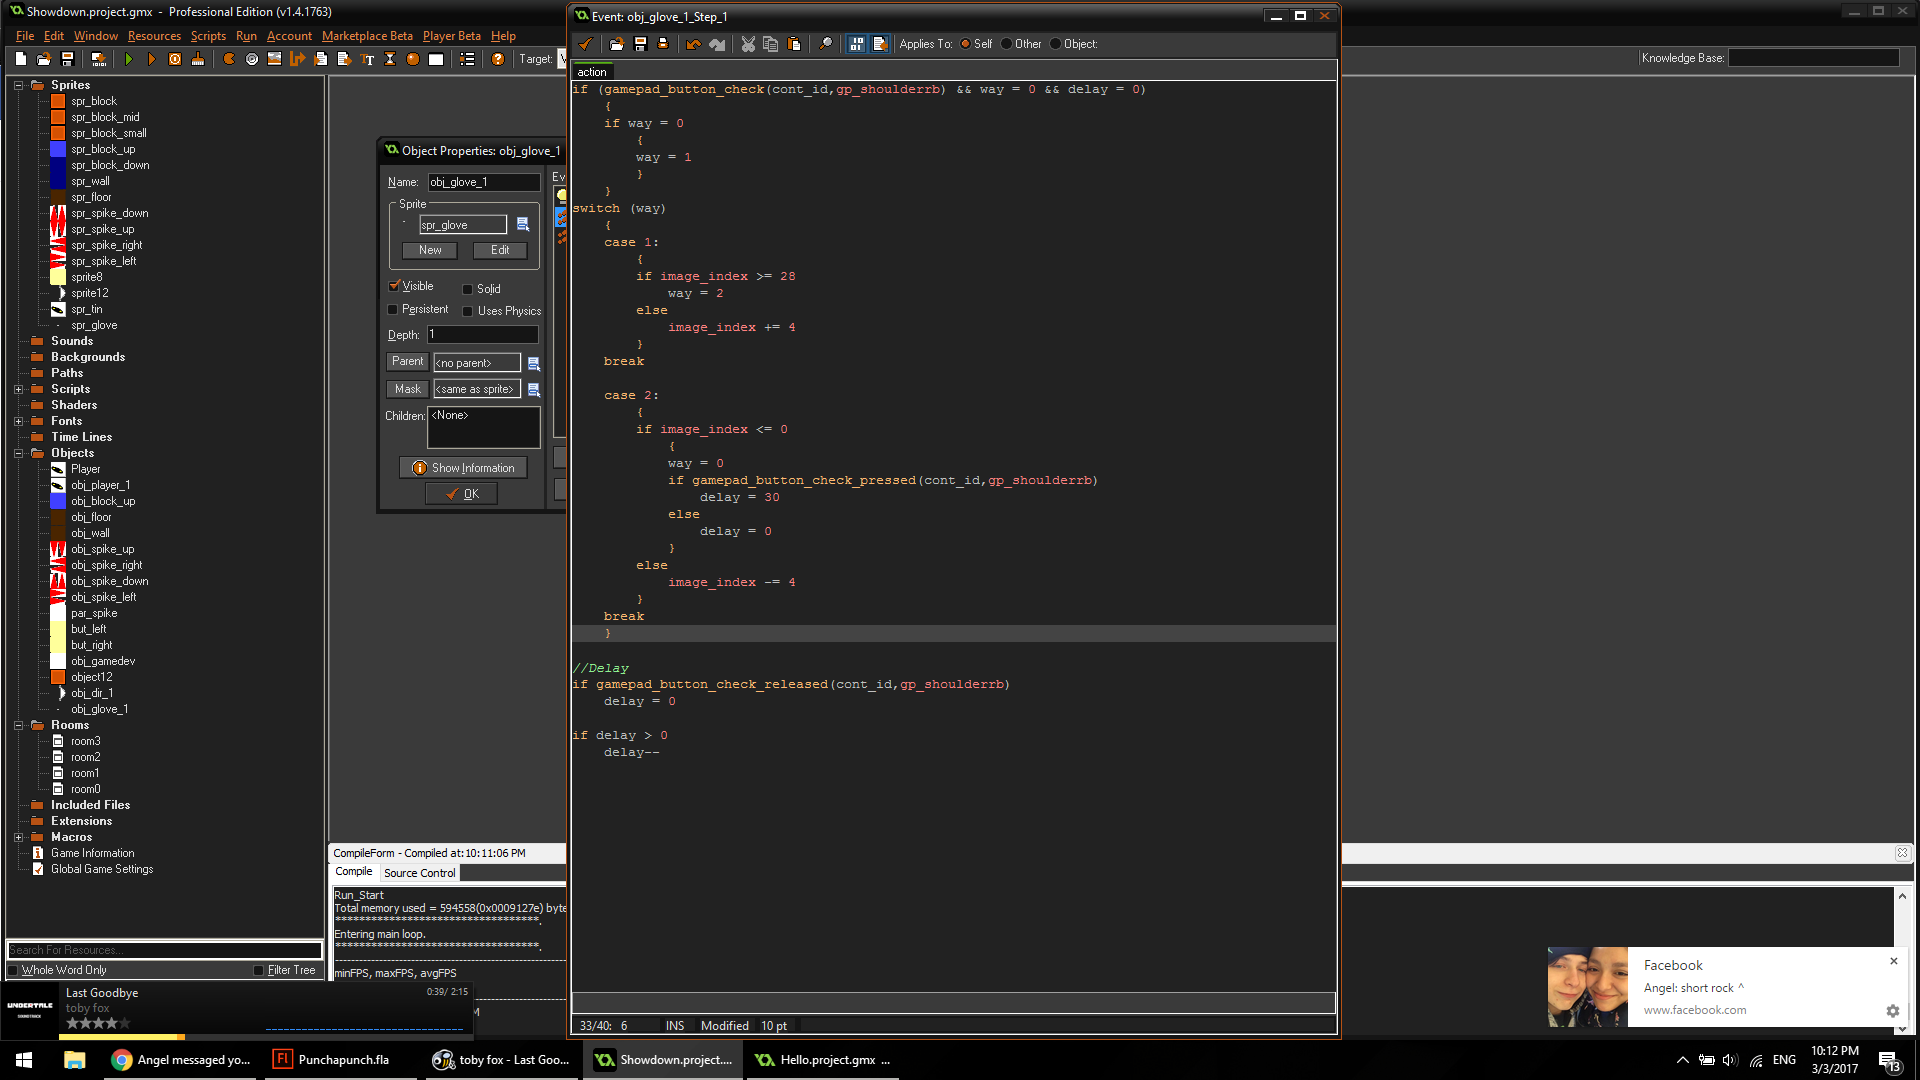 Showdown.project.gmx - Professional Edition (v1.4.1763)
File Edit Window Resources Scripts Run Account Marketplace Beta Player Beta Help
Target:
Knowledge Base:
Sprites
spr_block
spr_block_mid
spr_block_small
spr_block_up
spr_block_down
spr_wall
spr_floor
spr_spike_down
spr_spike_up
spr_spike_right
spr_spike_left
sprite8
sprite12
spr_tin
spr_glove
Sounds
Backgrounds
Paths
Scripts
Shaders
Fonts
Time Lines
Objects
Player
obj_player_1
obj_block_up
obj_floor
obj_wall
obj_spike_up
obj_spike_right
obj_spike_down
obj_spike_left
par_spike
but_left
but_right
obj_gamedev
object12
obj_dir_1
obj_glove_1
Rooms
room3
room2
room1
room0
Included Files
Extensions
Macros
Game Information
Global Game Settings
Search For Resources...
Whole Word Only Filter Tree
Object Properties: obj_glove_1
Name: obj_glove_1
Ev
Sprite
spr_glove
New Edit
Visible Solid
Persistent Uses Physics
Depth: 1
Parent <no parent>
Mask <same as sprite>
Children: <None>
Show Information
OK
Event: obj_glove_1_Step_1
Applies To: Self Other Object:
action
if (gamepad_button_check(cont_id,gp_shoulderrb) && way = 0 && delay = 0)
{
if way = 0
{
way = 1
}
}
switch (way)
{
case 1:
{
if image_index >= 28
way = 2
else
image_index += 4
}
break
case 2:
{
if image_index <= 0
{
way = 0
if gamepad_button_check_pressed(cont_id,gp_shoulderrb)
delay = 30
else
delay = 0
}
else
image_index -= 4
}
break
}
//Delay
if gamepad_button_check_released(cont_id,gp_shoulderrb)
delay = 0
if delay > 0
delay--
33/40: 6 INS Modified 10 pt
CompileForm - Compiled at:10:11:06 PM
Compile Source Control
Run_Start
Total memory used = 594558(0x0009127e) byte
***********************************.
Entering main loop.
***********************************.
minFPS, maxFPS, avgFPS
M
UNDERTALE
SOUNDTRACK
Last Goodbye 0:39/ 2:15
toby fox
Facebook
Angel: short rock ^
www.facebook.com
Angel messaged yo...
Punchapunch.fla
toby fox - Last Goo...
Showdown.project....
Hello.project.gmx ...
ENG
10:12 PM
3/3/2017
13